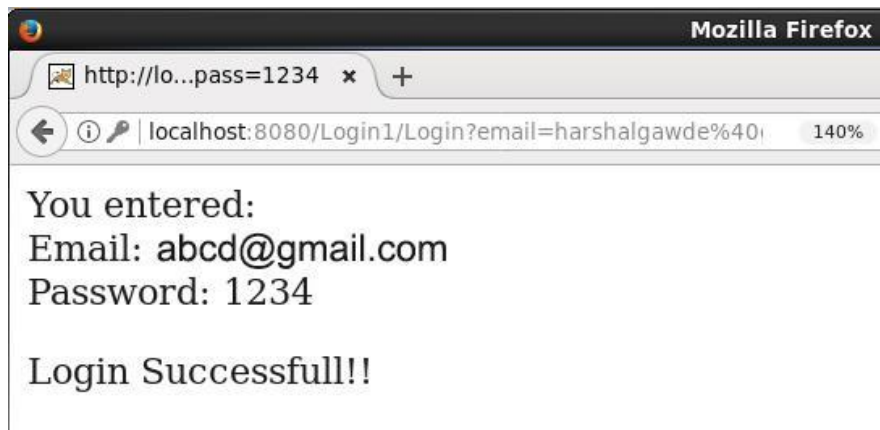 Mozilla Firefox
http://lo...pass=1234
localhost:8080/Login1/Login?email=harshalgawde%40
140%
You entered:
Email: abcd@gmail.com
Password: 1234
Login Successfull!!